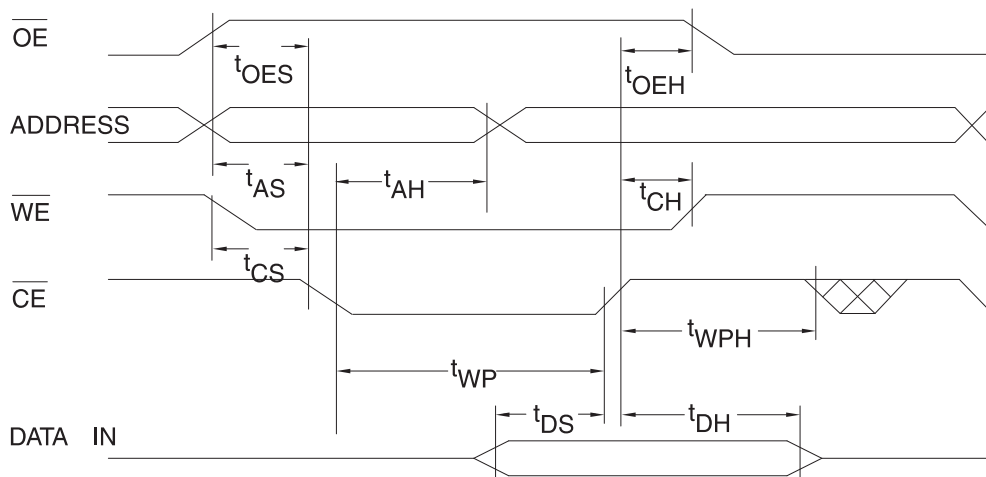 OE
tOES
tOEH
ADDRESS
tAS
tAH
tCH
WE
tCS
CE
tWPH
tWP
tDS
tDH
DATA IN